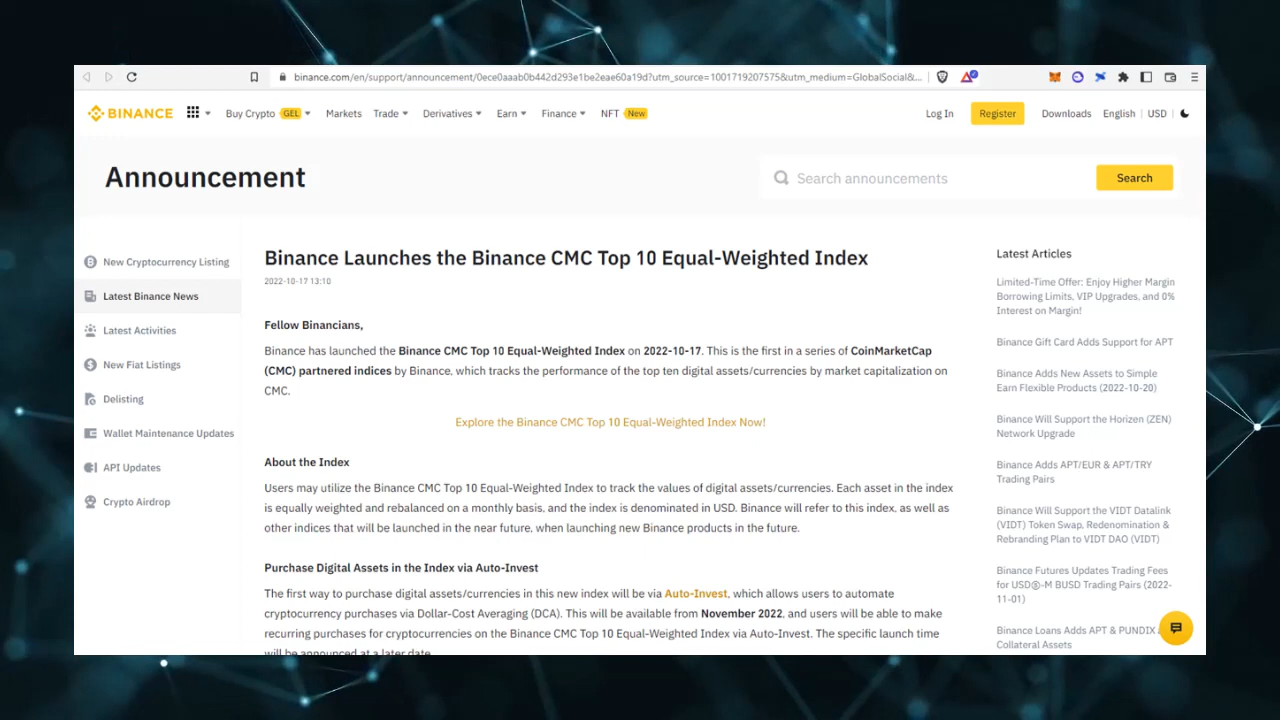 binance.com/en/support/announcement/0ece0aaab0b442d293e1be2eae60a19d?utm_source=1001719207575&utm_medium=GlobalSocial&...
BINANCE
Buy Crypto GEL
Markets
Trade
Derivatives
Earn
Finance
NFT New
Log In
Register
Downloads
English | USD
Announcement
Search announcements
Search
New Cryptocurrency Listing
Latest Binance News
Latest Activities
New Fiat Listings
Delisting
Wallet Maintenance Updates
API Updates
Crypto Airdrop
Binance Launches the Binance CMC Top 10 Equal-Weighted Index
2022-10-17 13:10
Fellow Binancians,
Binance has launched the Binance CMC Top 10 Equal-Weighted Index on 2022-10-17. This is the first in a series of CoinMarketCap
(CMC) partnered indices by Binance, which tracks the performance of the top ten digital assets/currencies by market capitalization on
CMC.
Explore the Binance CMC Top 10 Equal-Weighted Index Now!
About the Index
Users may utilize the Binance CMC Top 10 Equal-Weighted Index to track the values of digital assets/currencies. Each asset in the index
is equally weighted and rebalanced on a monthly basis, and the index is denominated in USD. Binance will refer to this index, as well as
other indices that will be launched in the near future, when launching new Binance products in the future.
Purchase Digital Assets in the Index via Auto-Invest
The first way to purchase digital assets/currencies in this new index will be via Auto-Invest, which allows users to automate
cryptocurrency purchases via Dollar-Cost Averaging (DCA). This will be available from November 2022, and users will be able to make
recurring purchases for cryptocurrencies on the Binance CMC Top 10 Equal-Weighted Index via Auto-Invest. The specific launch time
will be announced at a later date.
Latest Articles
Limited-Time Offer: Enjoy Higher Margin
Borrowing Limits, VIP Upgrades, and 0%
Interest on Margin!
Binance Gift Card Adds Support for APT
Binance Adds New Assets to Simple
Earn Flexible Products (2022-10-20)
Binance Will Support the Horizen (ZEN)
Network Upgrade
Binance Adds APT/EUR & APT/TRY
Trading Pairs
Binance Will Support the VIDT Datalink
(VIDT) Token Swap, Redenomination &
Rebranding Plan to VIDT DAO (VIDT)
Binance Futures Updates Trading Fees
for USDⓈ-M BUSD Trading Pairs (2022-
11-01)
Binance Loans Adds APT & PUNDIX
Collateral Assets